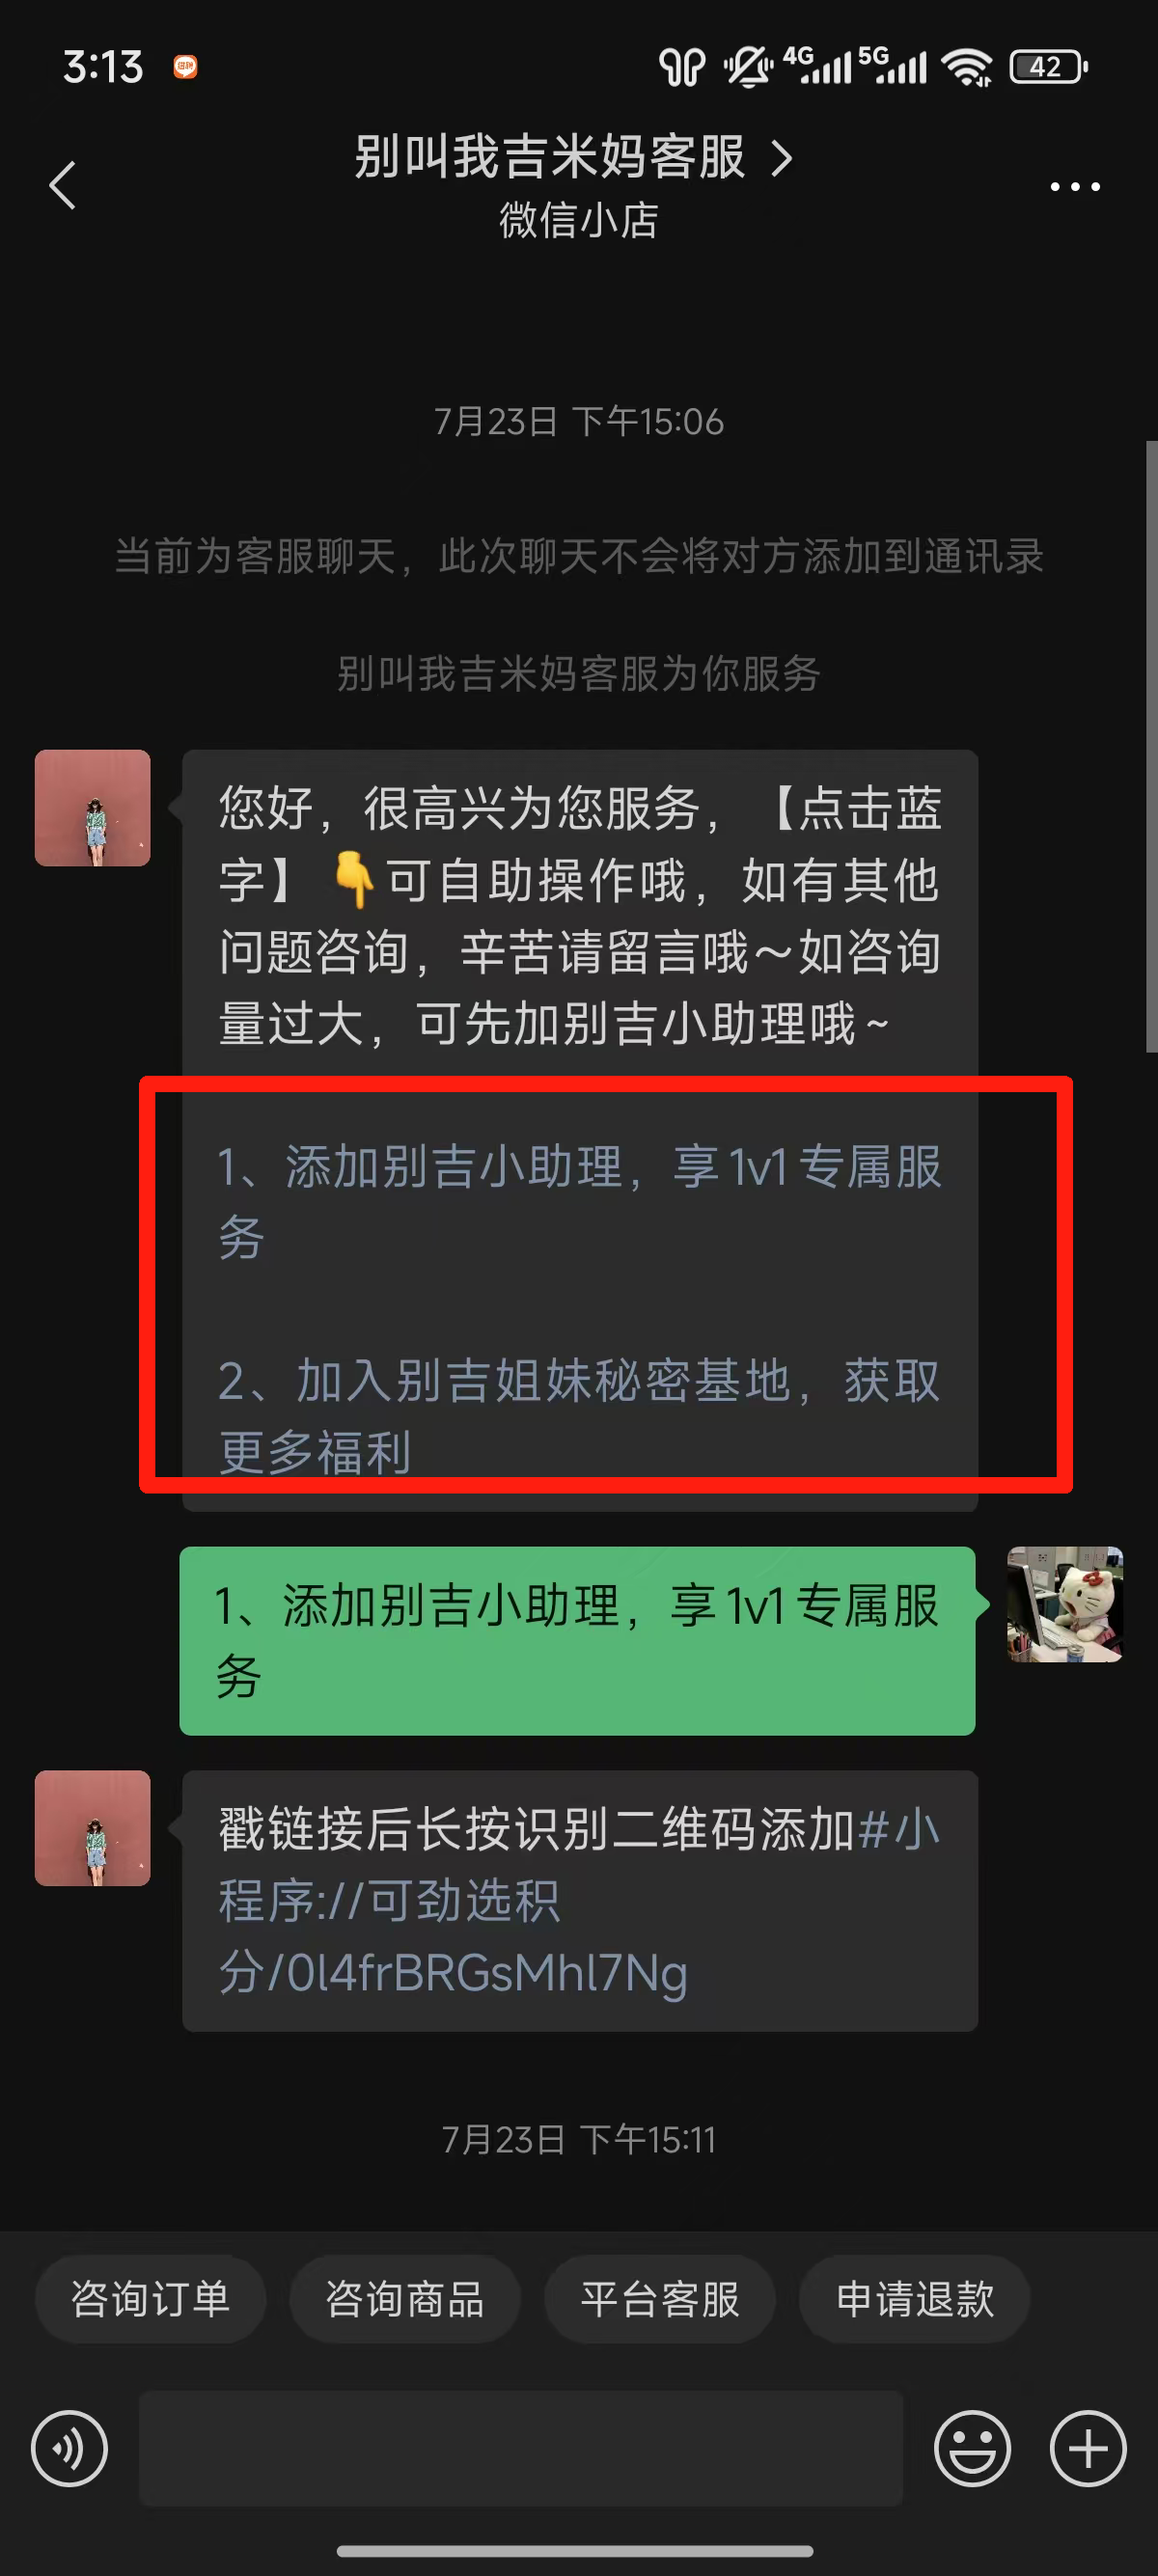 3:13
4G
5G
42
别叫我吉米妈客服
微信小店
7月23日 下午15:06
当前为客服聊天，此次聊天不会将对方添加到通讯录
别叫我吉米妈客服为你服务
您好，很高兴为您服务，【点击蓝
字】👇可自助操作哦，如有其他
问题咨询，辛苦请留言哦～如咨询
量过大，可先加别吉小助理哦~
1、添加别吉小助理，享1v1专属服
务
2、加入别吉姐妹秘密基地，获取
更多福利
1、添加别吉小助理，享1v1专属服
务
戳链接后长按识别二维码添加#小
程序://可劲选积
分/0l4frBRGsMhl7Ng
7月23日 下午15:11
咨询订单
咨询商品
平台客服
申请退款